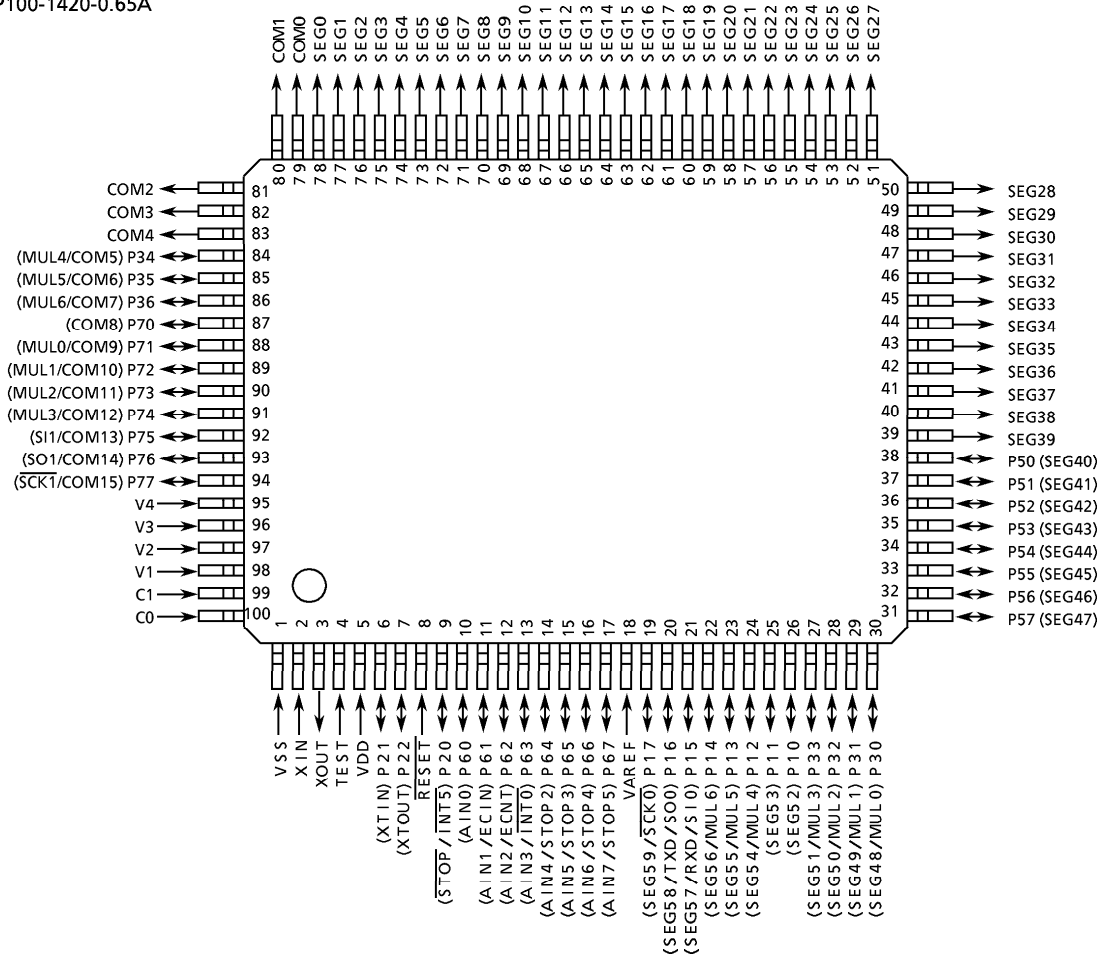 P100-1420-0.65A
COM1
COM0
SEG0
SEG1
SEG2
SEG3
SEG4
SEG5
SEG6
SEG7
SEG8
SEG9
SEG10
SEG11
SEG12
SEG13
SEG14
SEG15
SEG16
SEG17
SEG18
SEG19
SEG20
SEG21
SEG22
SEG23
SEG24
SEG25
SEG26
SEG27
80
79
78
77
76
75
74
73
72
71
70
69
68
67
66
65
64
63
62
61
60
59
58
57
56
55
54
53
52
51
COM2 81
COM3 82
COM4 83
(MUL4/COM5) P34 84
(MUL5/COM6) P35 85
(MUL6/COM7) P36 86
(COM8) P70 87
(MUL0/COM9) P71 88
(MUL1/COM10) P72 89
(MUL2/COM11) P73 90
(MUL3/COM12) P74 91
(SI1/COM13) P75 92
(SO1/COM14) P76 93
(SCK1/COM15) P77 94
V4 95
V3 96
V2 97
V1 98
C1 99
C0 100
50 SEG28
49 SEG29
48 SEG30
47 SEG31
46 SEG32
45 SEG33
44 SEG34
43 SEG35
42 SEG36
41 SEG37
40 SEG38
39 SEG39
38 P50 (SEG40)
37 P51 (SEG41)
36 P52 (SEG42)
35 P53 (SEG43)
34 P54 (SEG44)
33 P55 (SEG45)
32 P56 (SEG46)
31 P57 (SEG47)
1
2
3
4
5
6
7
8
9
10
11
12
13
14
15
16
17
18
19
20
21
22
23
24
25
26
27
28
29
30
VSS
XIN
XOUT
TEST
VDD
(XTIN) P21
(XTOUT) P22
RESET
(STOP/INT5) P20
(AIN0) P60
(AIN1/ECIN) P61
(AIN2/ECNT) P62
(AIN3/INT0) P63
(AIN4/STOP2) P64
(AIN5/STOP3) P65
(AIN6/STOP4) P66
(AIN7/STOP5) P67
VAREF
(SEG59/SCK0) P17
(SEG58/TXD/SO0) P16
(SEG57/RXD/SI0) P15
(SEG56/MUL6) P14
(SEG55/MUL5) P13
(SEG54/MUL4) P12
(SEG53) P11
(SEG52) P10
(SEG51/MUL3) P33
(SEG50/MUL2) P32
(SEG49/MUL1) P31
(SEG48/MUL0) P30